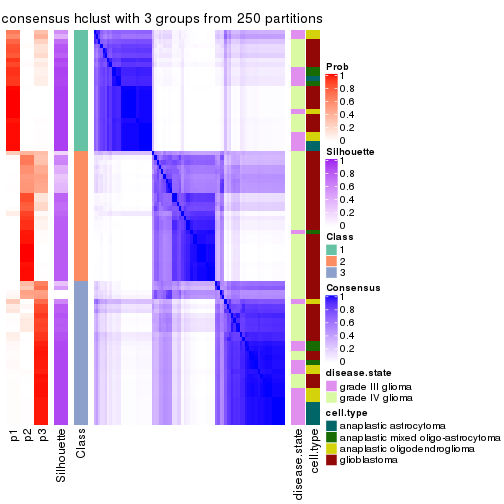 consensus hclust with 3 groups from 250 partitions
Prob
1
0.8
0.6
0.4
0.2
0
Silhouette
1
0.8
0.6
0.4
0.2
0
Class
1
2
3
Consensus
1
0.8
0.6
0.4
0.2
0
disease.state
grade III glioma
grade IV glioma
cell.type
anaplastic astrocytoma
anaplastic mixed oligo-astrocytoma
anaplastic oligodendroglioma
glioblastoma
p1
p2
p3
Silhouette
Class
disease.state
cell.type